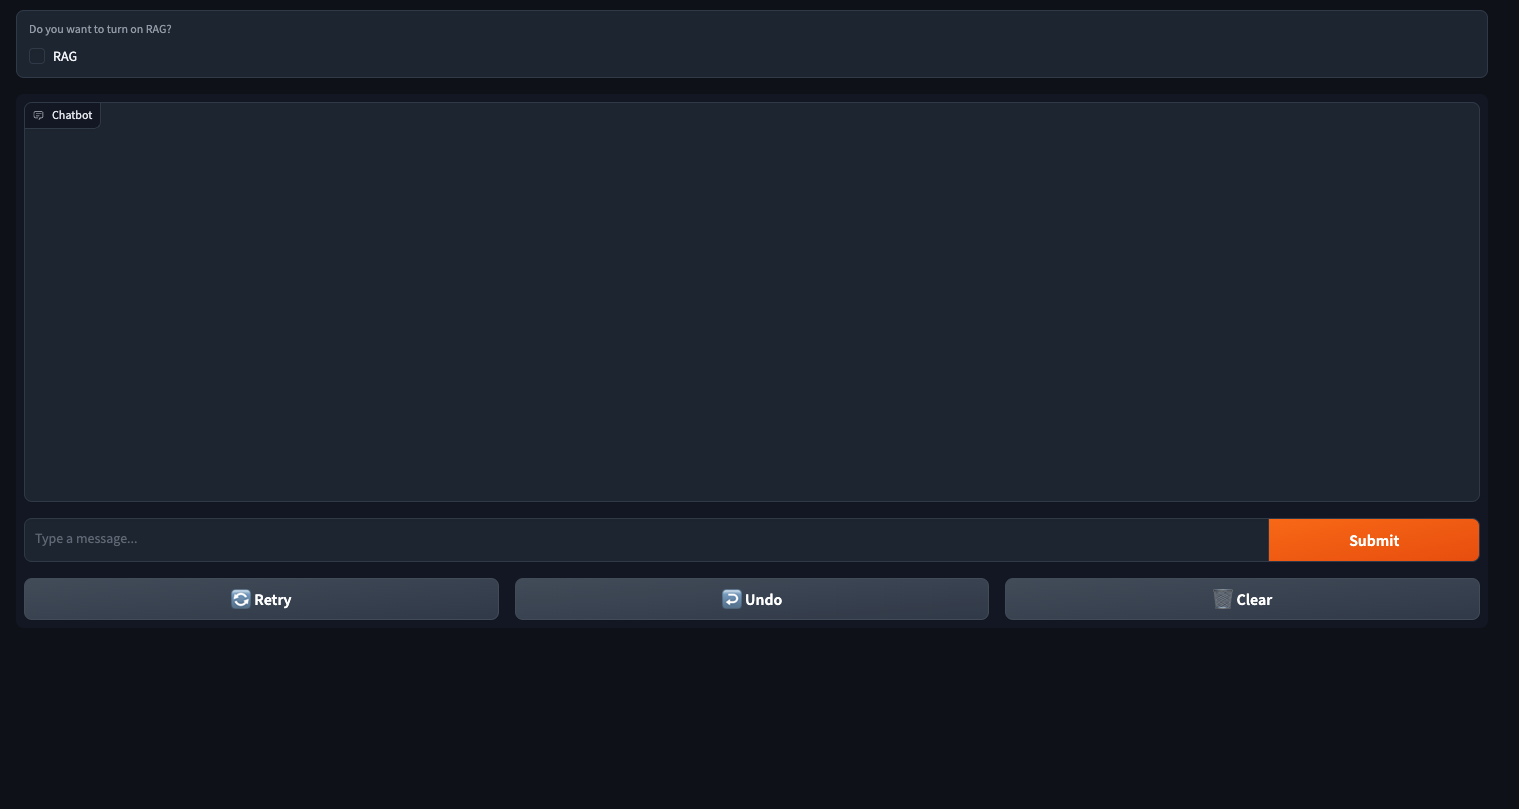 Do you want to turn on RAG?
RAG
Chatbot
Type a message...
Submit
Retry
Undo
Clear